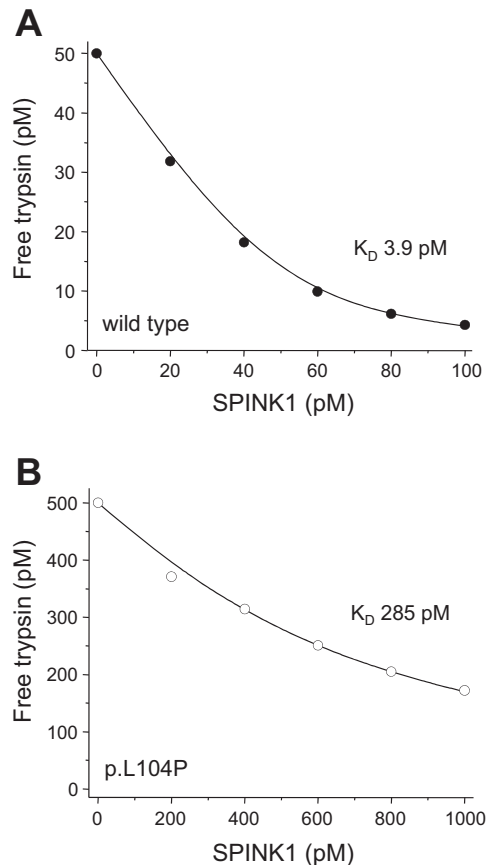 A
50
40
30
20
10
0
Free trypsin (pM)
K_D 3.9 pM
wild type
0 20 40 60 80 100
SPINK1 (pM)
B
500
400
300
200
100
0
Free trypsin (pM)
K_D 285 pM
p.L104P
0 200 400 600 800 1000
SPINK1 (pM)